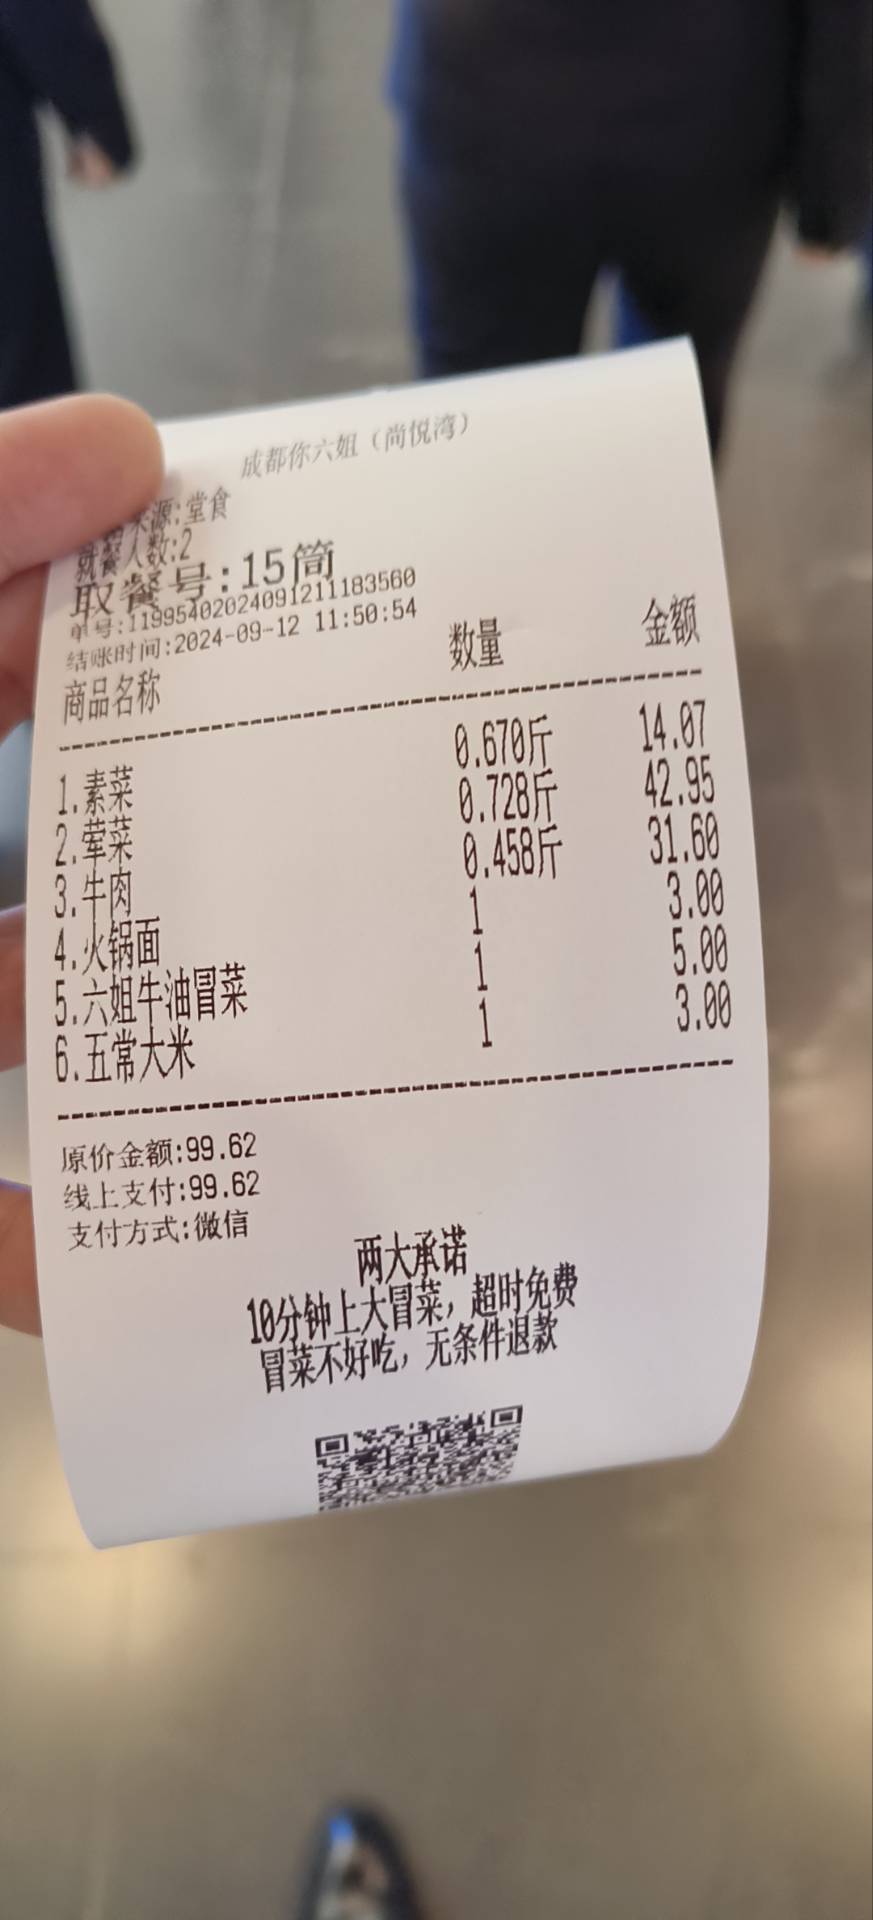 成都你六姐（尚悦湾）
来源:堂食
就餐人数:2
取餐号:15筒
单号:11995402024091211183560
结账时间:2024-09-12 11:50:54
商品名称 数量 金额
1.素菜 0.670斤 14.07
2.荤菜 0.728斤 42.95
3.牛肉 0.458斤 31.60
4.火锅面 1 3.00
5.六姐牛油冒菜 1 5.00
6.五常大米 1 3.00
原价金额:99.62
线上支付:99.62
支付方式:微信
两大承诺
10分钟上大冒菜，超时免费
冒菜不好吃，无条件退款